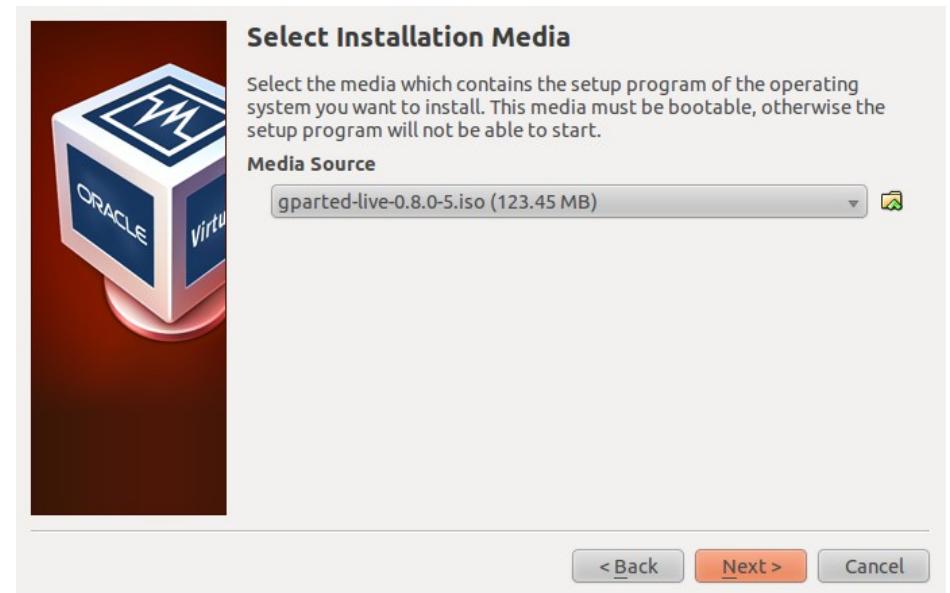 Select Installation Media
Select the media which contains the setup program of the operating
system you want to install. This media must be bootable, otherwise the
setup program will not be able to start.
Media Source
gparted-live-0.8.0-5.iso (123.45 MB)
ORACLE
Virtu
< Back
Next >
Cancel